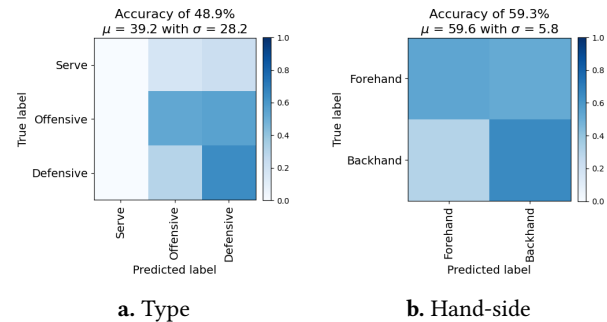 Accuracy of 48.9%
μ = 39.2 with σ = 28.2
True label
Serve
Offensive
Defensive
Serve
Offensive
Defensive
Predicted label
1.0
0.8
0.6
0.4
0.2
0.0
a. Type
Accuracy of 59.3%
μ = 59.6 with σ = 5.8
True label
Forehand
Backhand
Forehand
Backhand
Predicted label
1.0
0.8
0.6
0.4
0.2
0.0
b. Hand-side